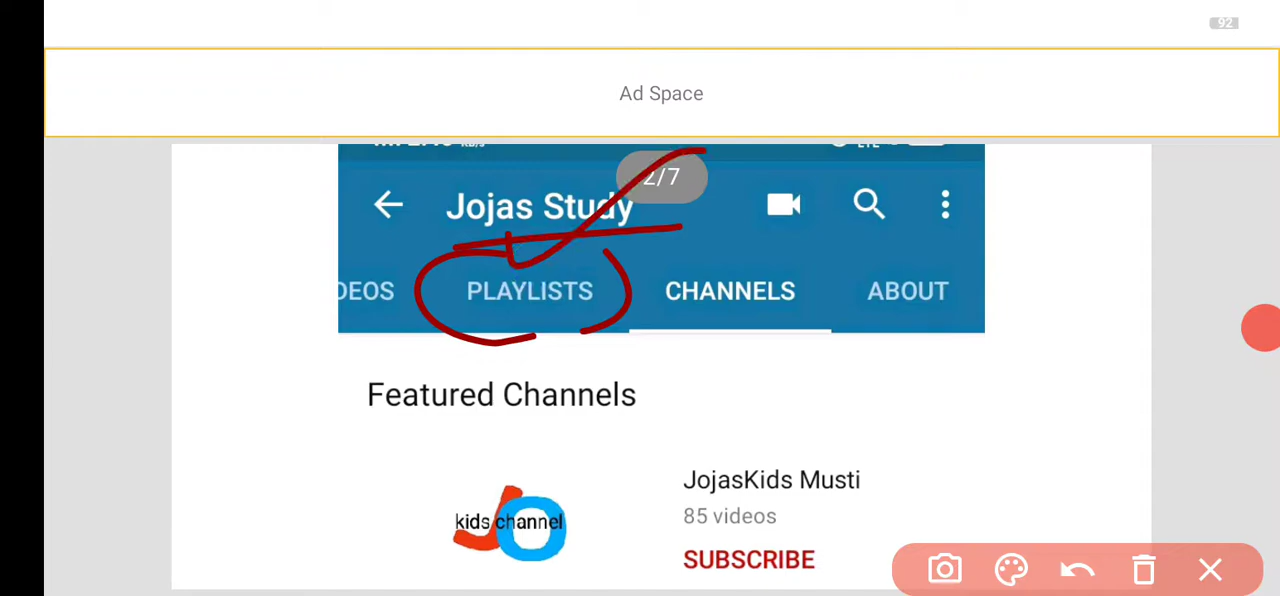 92
Ad Space
2/7
Jojas Study
DEOS PLAYLISTS CHANNELS ABOUT
Featured Channels
kids channel
JojasKids Musti
85 videos
SUBSCRIBE